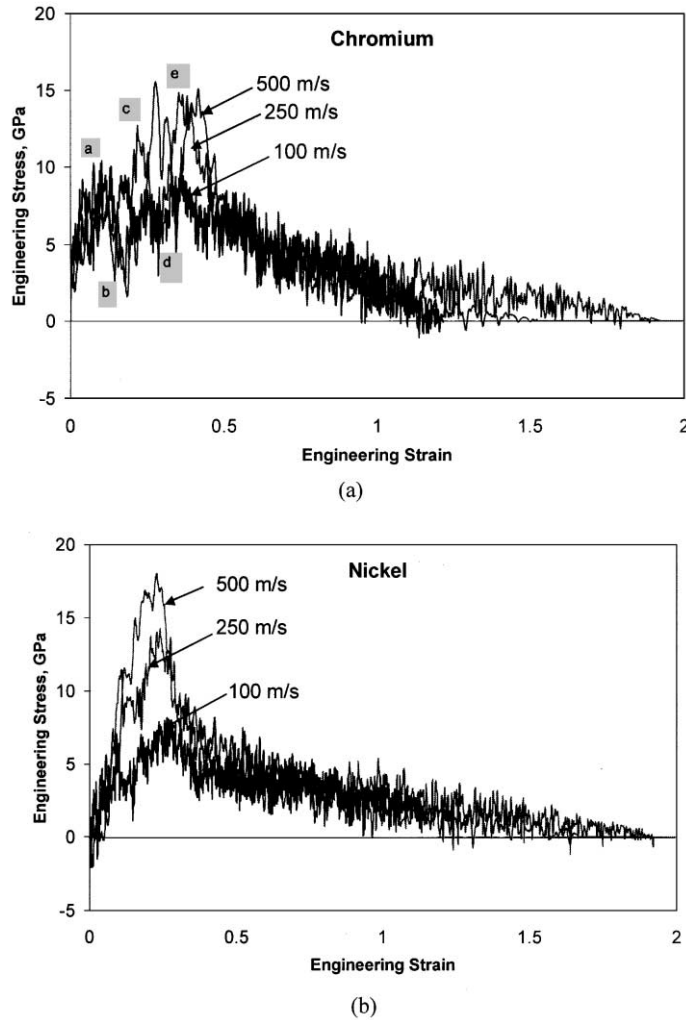 Chromium
20
15
10
5
0
-5
Engineering Stress, GPa
a
b
c
d
e
500 m/s
250 m/s
100 m/s
0
0.5
1
1.5
2
Engineering Strain
(a)
Nickel
20
15
10
5
0
-5
Engineering Stress, GPa
500 m/s
250 m/s
100 m/s
0
0.5
1
1.5
2
Engineering Strain
(b)